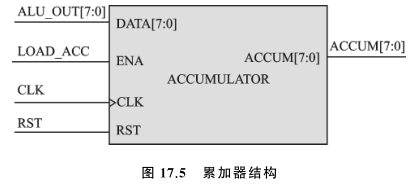 ALU_OUT[7:0]
DATA[7:0]
LOAD_ACC
ENA
ACCUM[7:0]
ACCUM[7:0]
ACCUMULATOR
CLK
CLK
RST
RST
图 17.5 累加器结构